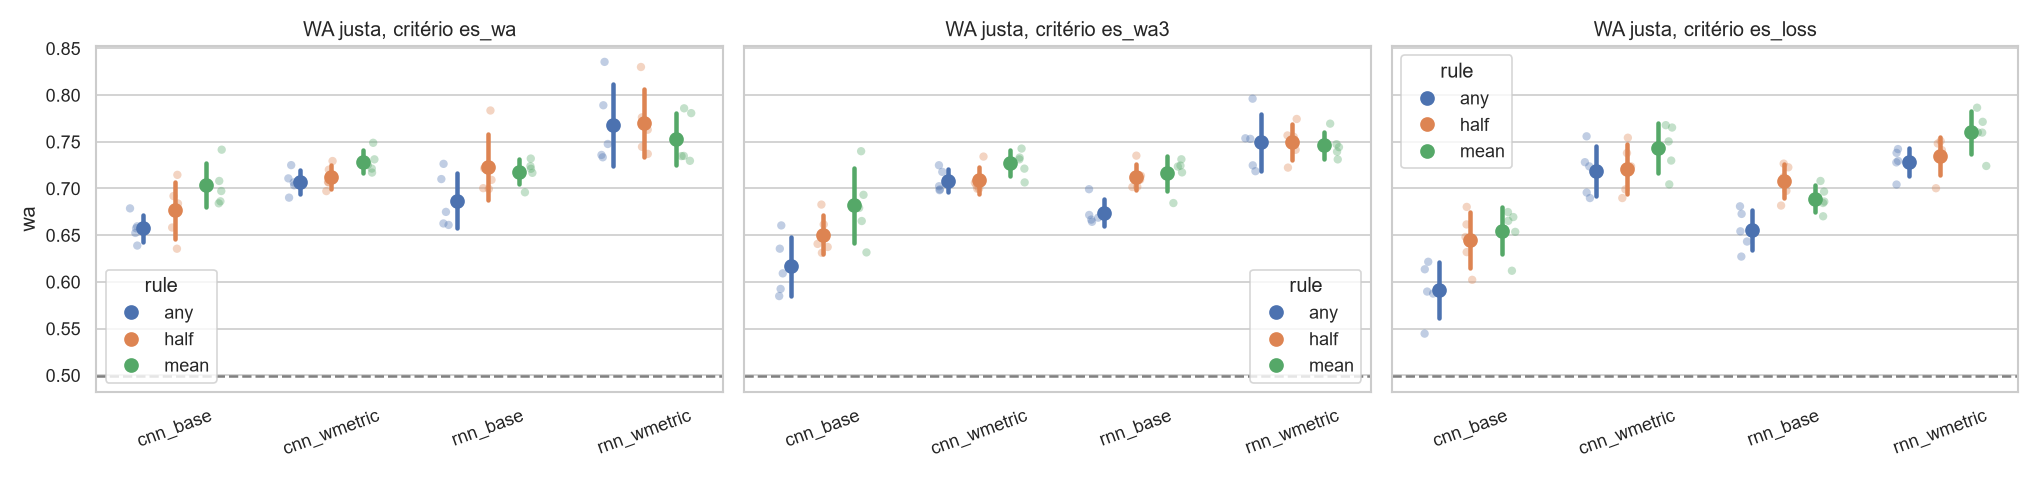 WA justa, critério es_wa
WA justa, critério es_wa3
WA justa, critério es_loss
wa
0.85
0.80
0.75
0.70
0.65
0.60
0.55
0.50
rule
any
half
mean
rule
any
half
mean
rule
any
half
mean
cnn_base
cnn_wmetric
rnn_base
rnn_wmetric
cnn_base
cnn_wmetric
rnn_base
rnn_wmetric
cnn_base
cnn_wmetric
rnn_base
rnn_wmetric